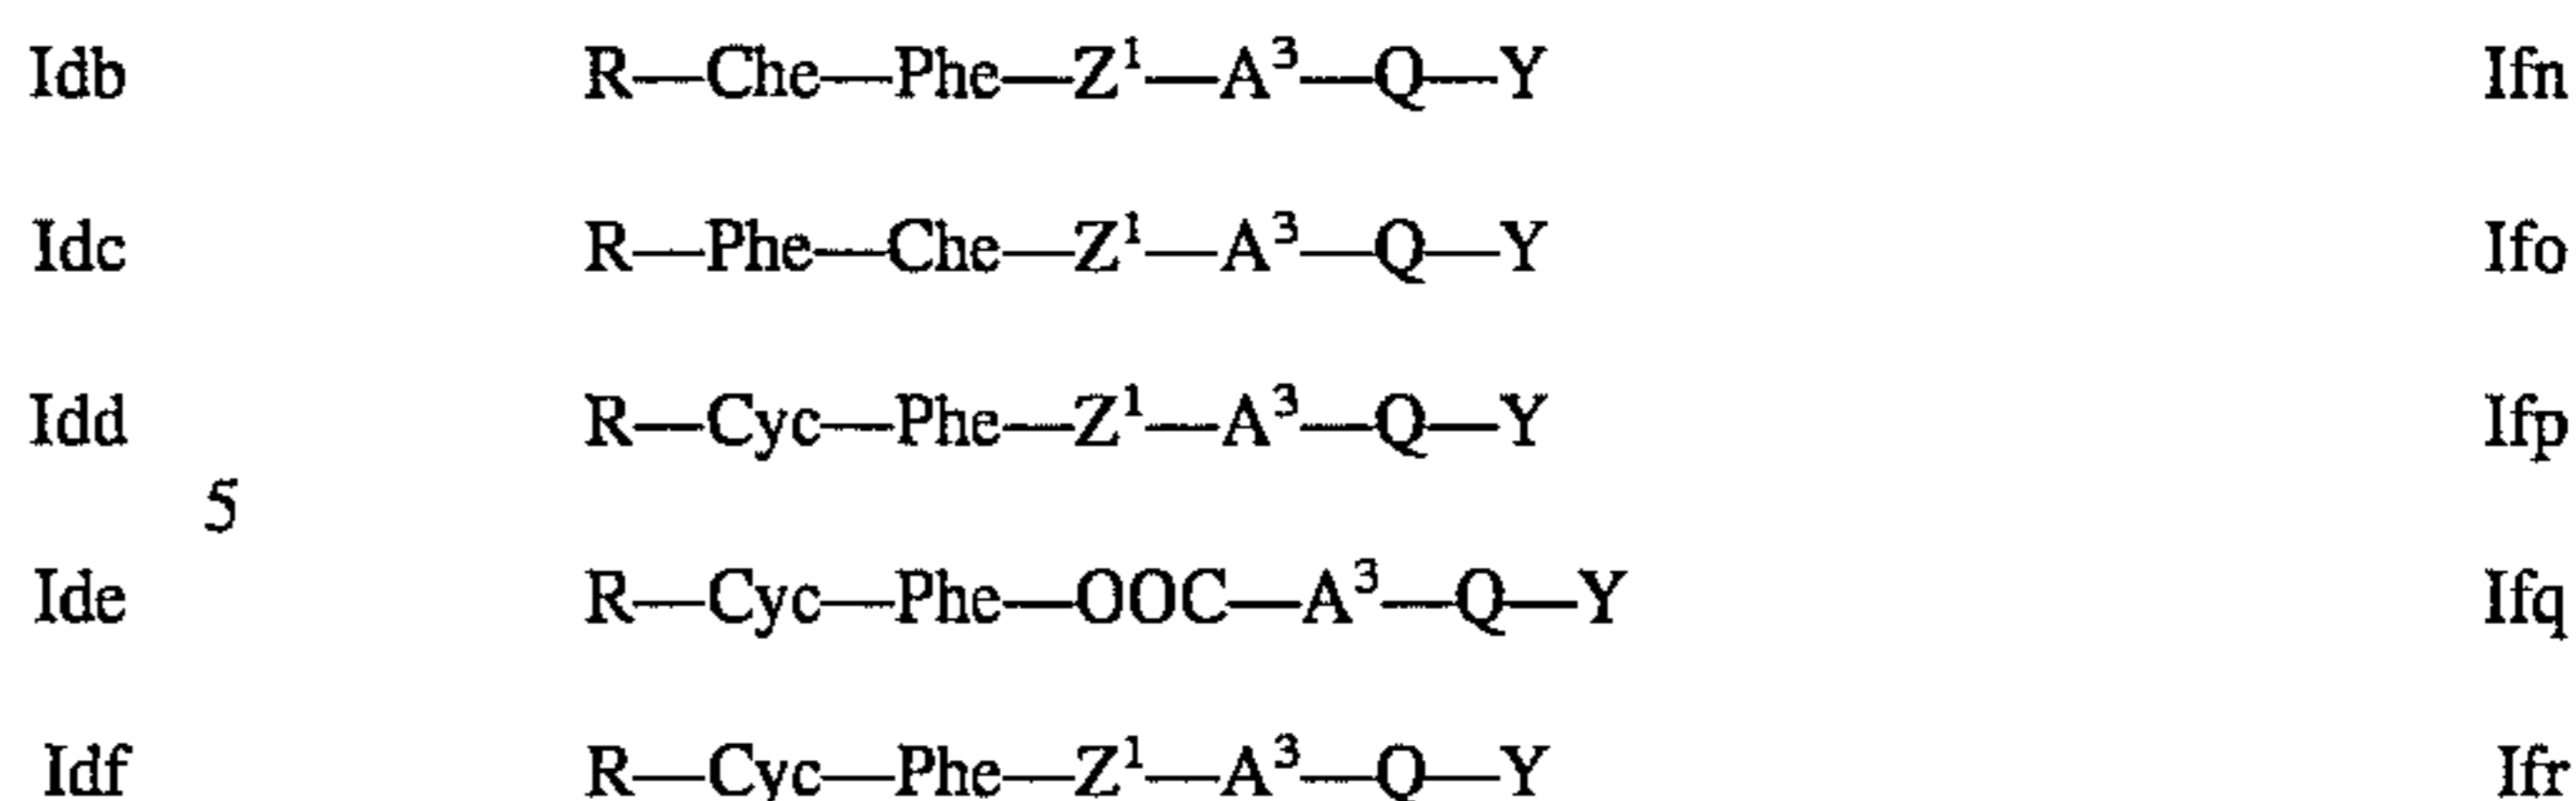 Idb R—Che—Phe—Z¹—A³—Q—Y Ifn
Idc R—Phe—Che—Z¹—A³—Q—Y Ifo
Idd R—Cyc—Phe—Z¹—A³—Q—Y Ifp
5
Ide R—Cyc—Phe—OOC—A³—Q—Y Ifq
Idf R—Cyc—Phe—Z¹—A³—Q—Y Ifr